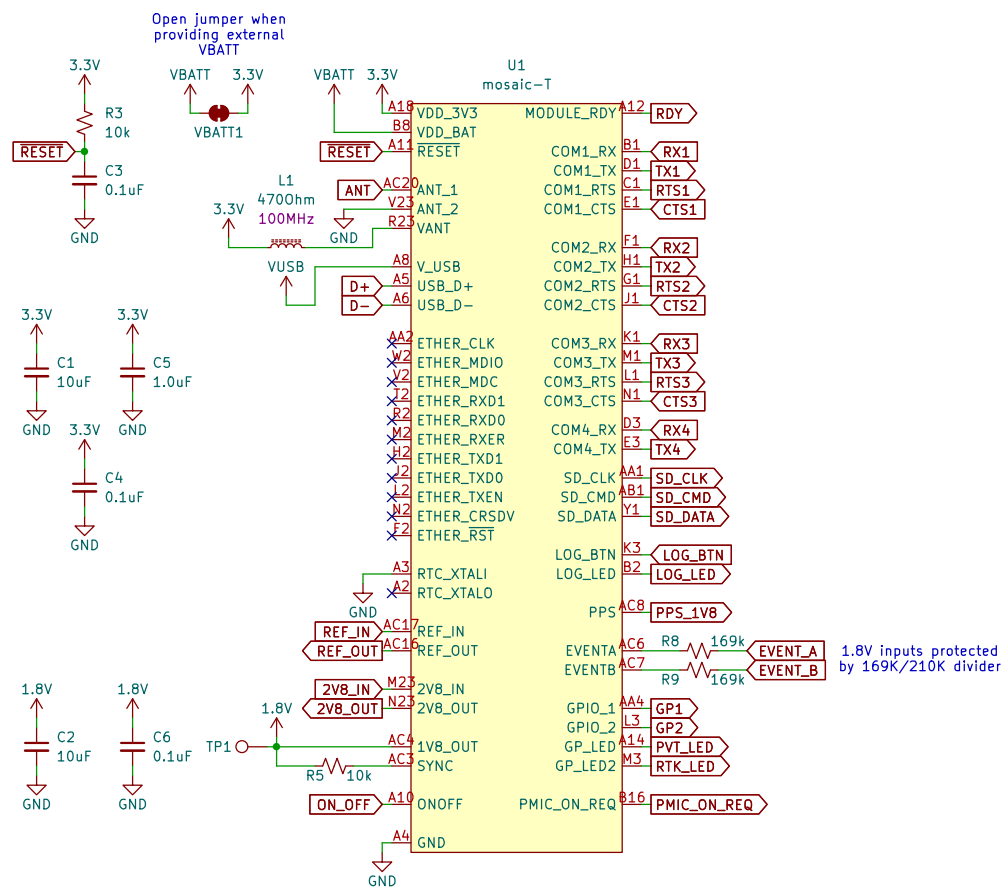 Open jumper when
providing external
VBATT
3.3V
R3
10k
RESET
C3
0.1uF
GND
VBATT
3.3V
VBATT1
VBATT
3.3V
RESET
ANT
GND
L1
470Ohm
100MHz
3.3V
VUSB
D+
D-
3.3V
C1
10uF
GND
3.3V
C5
1.0uF
GND
3.3V
C4
0.1uF
GND
GND
REF_IN
REF_OUT
2V8_IN
2V8_OUT
1.8V
C2
10uF
GND
1.8V
C6
0.1uF
GND
1.8V
TP1
R5
10k
ON_OFF
GND
U1
mosaic-T
A18 VDD_3V3
B8 VDD_BAT
A11 RESET
AC20 ANT_1
V23 ANT_2
R23 VANT
A8 V_USB
A5 USB_D+
A6 USB_D-
AA2 ETHER_CLK
W2 ETHER_MDIO
V2 ETHER_MDC
T2 ETHER_RXD1
R2 ETHER_RXD0
M2 ETHER_RXER
H2 ETHER_TXD1
J2 ETHER_TXD0
L2 ETHER_TXEN
N2 ETHER_CRSDV
F2 ETHER_RST
A3 RTC_XTALI
A2 RTC_XTALO
AC17 REF_IN
AC16 REF_OUT
M23 2V8_IN
N23 2V8_OUT
AC4 1V8_OUT
AC3 SYNC
A10 ONOFF
A4 GND
MODULE_RDY A12 RDY
COM1_RX B1 RX1
COM1_TX D1 TX1
COM1_RTS C1 RTS1
COM1_CTS E1 CTS1
COM2_RX F1 RX2
COM2_TX H1 TX2
COM2_RTS G1 RTS2
COM2_CTS J1 CTS2
COM3_RX K1 RX3
COM3_TX M1 TX3
COM3_RTS L1 RTS3
COM3_CTS N1 CTS3
COM4_RX D3 RX4
COM4_TX E3 TX4
SD_CLK AA1 SD_CLK
SD_CMD AB1 SD_CMD
SD_DATA Y1 SD_DATA
LOG_BTN K3 LOG_BTN
LOG_LED B2 LOG_LED
PPS AC8 PPS_1V8
EVENTA AC6 R8 169k EVENT_A
EVENTB AC7 R9 169k EVENT_B
1.8V inputs protected
by 169K/210K divider
GPIO_1 AA4 GP1
GPIO_2 L3 GP2
GP_LED A14 PVT_LED
GP_LED2 M3 RTK_LED
PMIC_ON_REQ B16 PMIC_ON_REQ